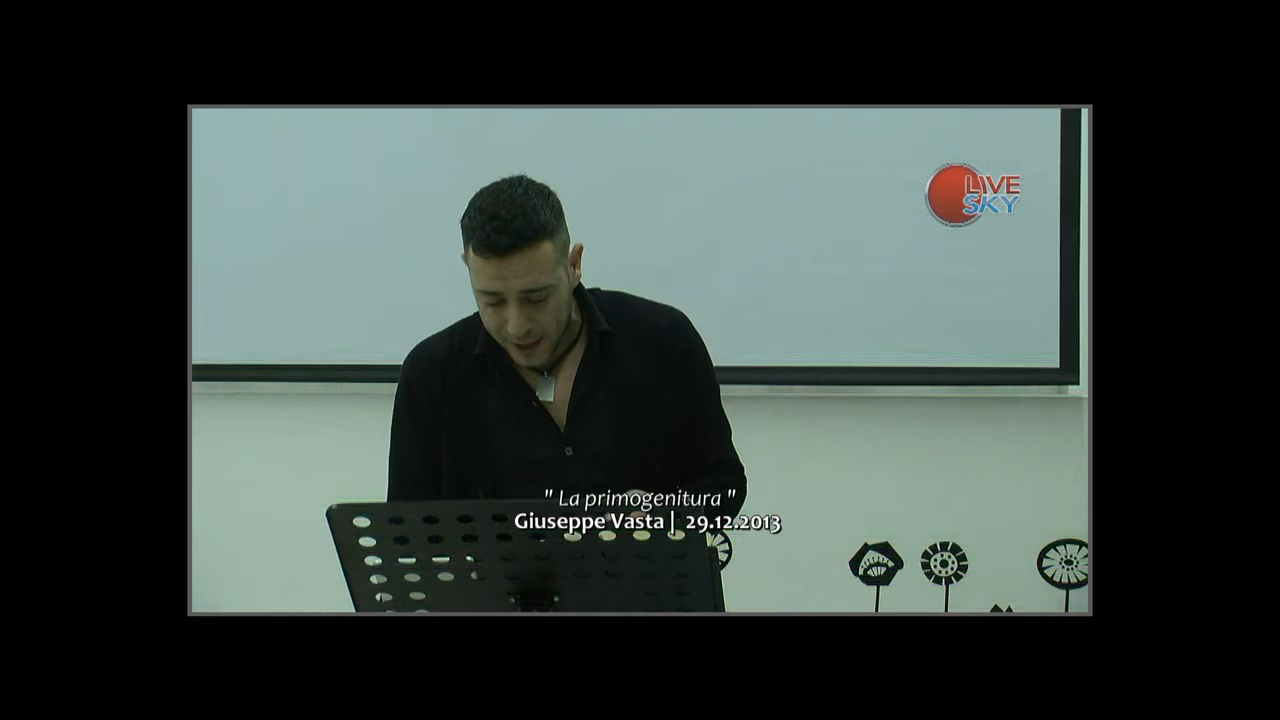 LIVE
SKY
" La primogenitura "
Giuseppe Vasta | 29.12.2013